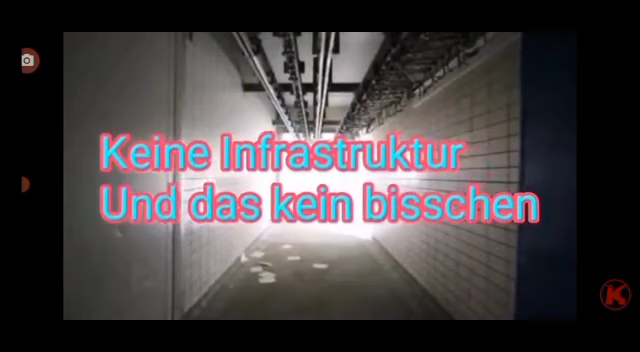 Keine Infrastruktur
Und das kein bisschen
K